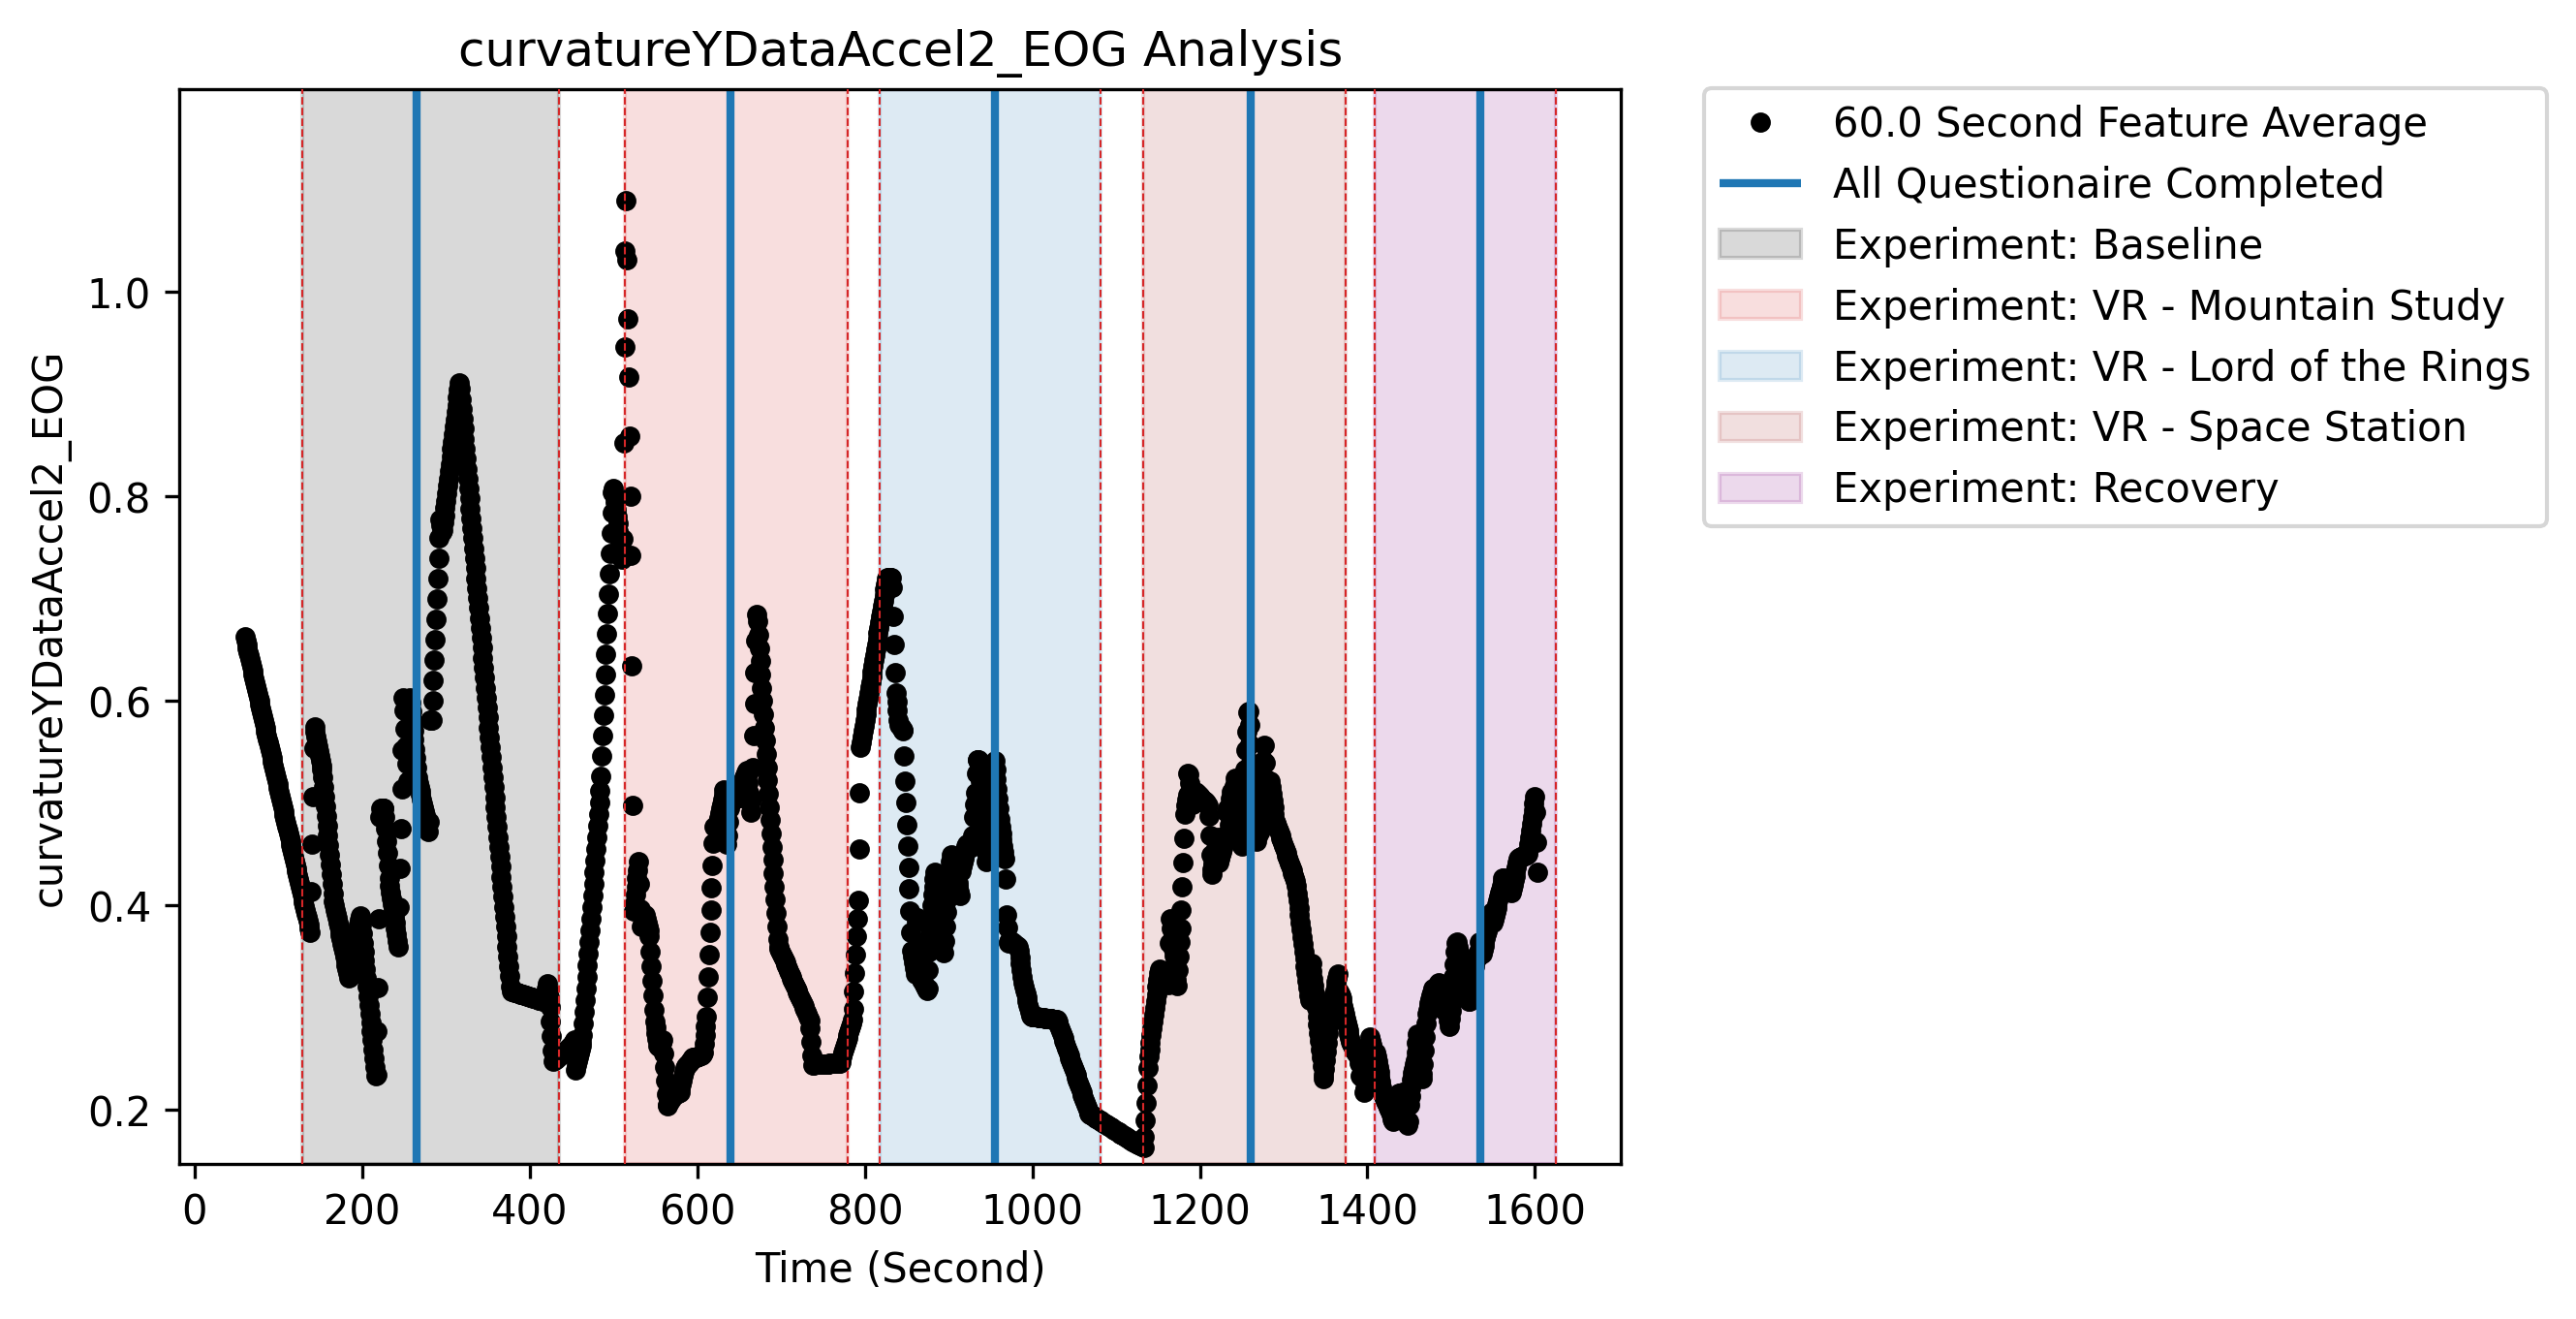 curvatureYDataAccel2_EOG Analysis
60.0 Second Feature Average
All Questionaire Completed
Experiment: Baseline
Experiment: VR - Mountain Study
Experiment: VR - Lord of the Rings
Experiment: VR - Space Station
Experiment: Recovery
curvatureYDataAccel2_EOG
1.0
0.8
0.6
0.4
0.2
0 200 400 600 800 1000 1200 1400 1600
Time (Second)